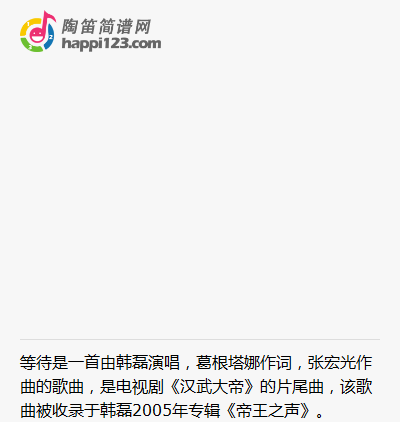 陶笛简谱网
happi123.com
等待是一首由韩磊演唱，葛根塔娜作词，张宏光作
曲的歌曲，是电视剧《汉武大帝》的片尾曲，该歌
曲被收录于韩磊2005年专辑《帝王之声》。